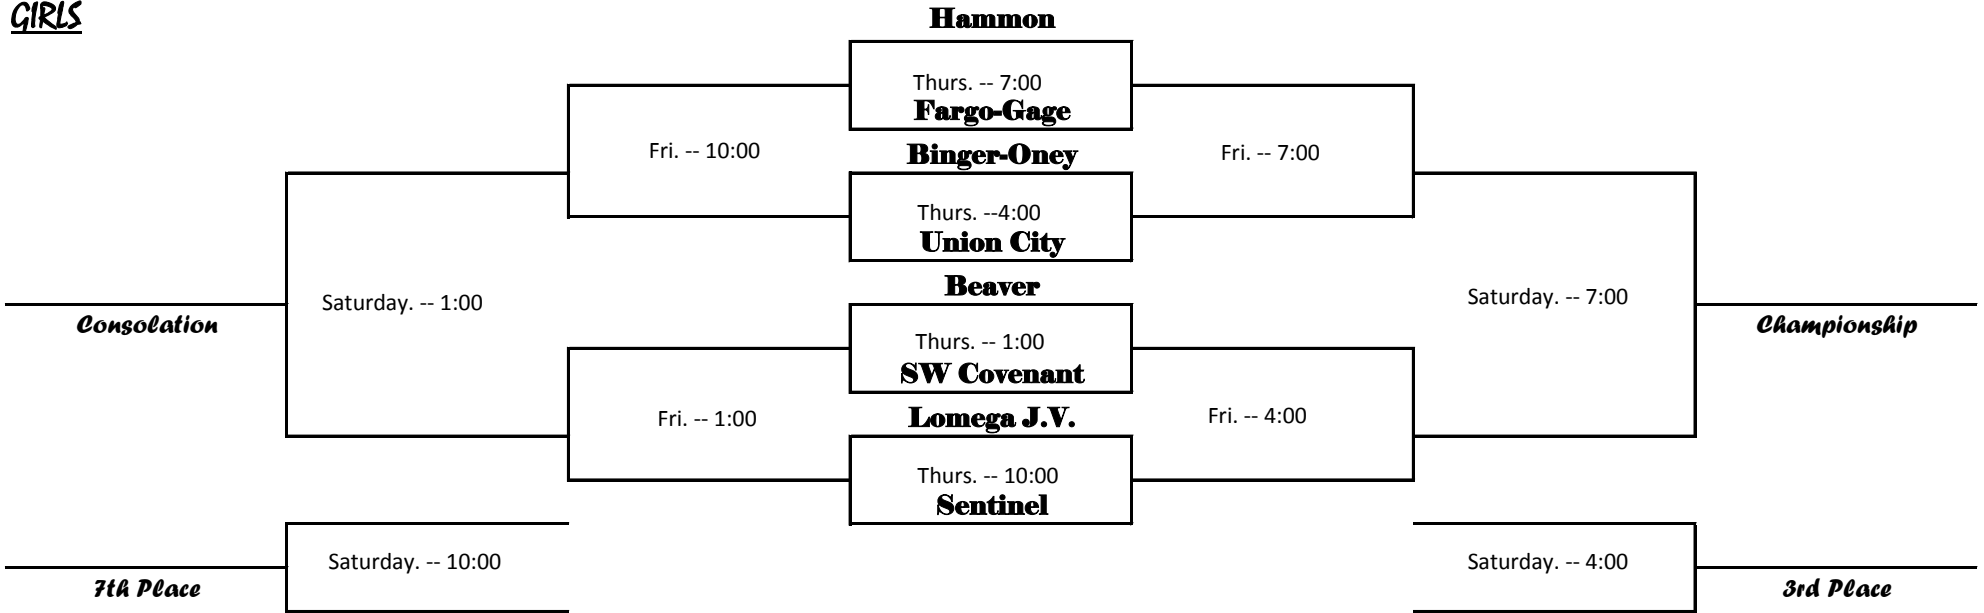 GIRLS
Hammon
Thurs. -- 7:00
Fargo-Gage
Fri. -- 10:00
Binger-Oney
Fri. -- 7:00
Thurs. --4:00
Union City
Beaver
Saturday. -- 1:00
Saturday. -- 7:00
Consolation
Championship
Thurs. -- 1:00
SW Covenant
Fri. -- 1:00
Lomega J.V.
Fri. -- 4:00
Thurs. -- 10:00
Sentinel
Saturday. -- 10:00
Saturday. -- 4:00
7th Place
3rd Place